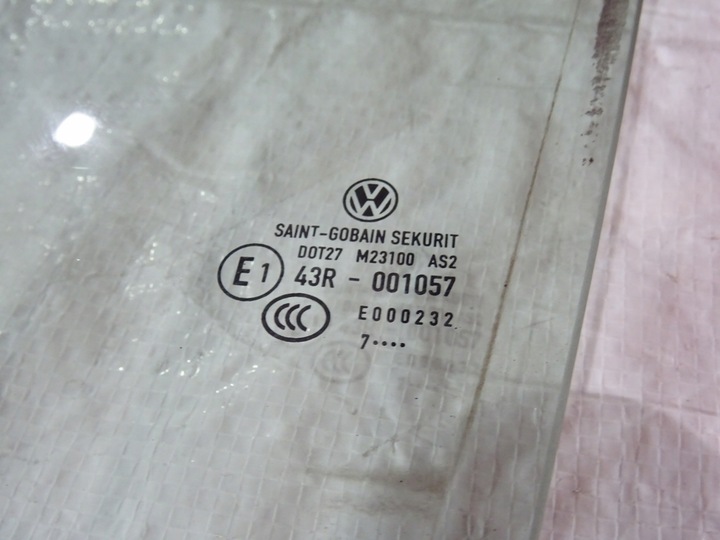 SAINT-GOBAIN SEKURIT
DOT27 M23100 AS2
E1 43R - 001057
CCC E000232
7····